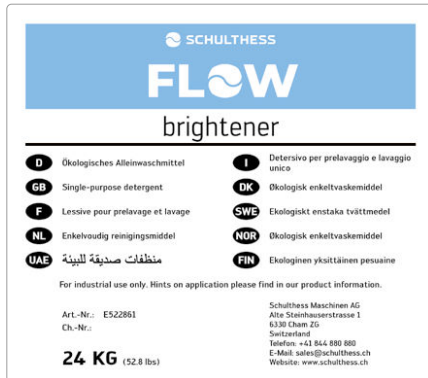 SCHULTHESS
FLOW
brightener
D Ökologisches Alleinwaschmittel
GB Single-purpose detergent
F Lessive pour prelavage et lavage
NL Enkelvoudig reinigingsmiddel
UAE منظفات صديقة للبيئة
I Detersivo per prelavaggio e lavaggio
unico
DK Økologisk enkeltvaskemiddel
SWE Ekologiskt enstaka tvättmedel
NOR Økologisk enkeltvaskemiddel
FIN Ekologinen yksittäinen pesuaine
For industrial use only. Hints on application please find in our product information.
Art.-Nr.: E522861
Ch.-Nr.:
24 KG (52.8 lbs)
Schulthess Maschinen AG
Alte Steinhauserstrasse 1
6330 Cham ZG
Switzerland
Telefon: +41 844 880 880
E-Mail: sales@schulthess.ch
Website: www.schulthess.ch